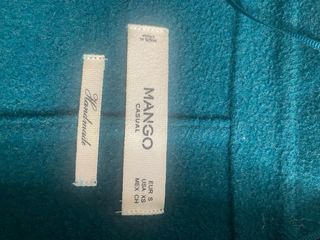 Handmade
MANGO
CASUAL
EUR S
USA XS
MEX CH